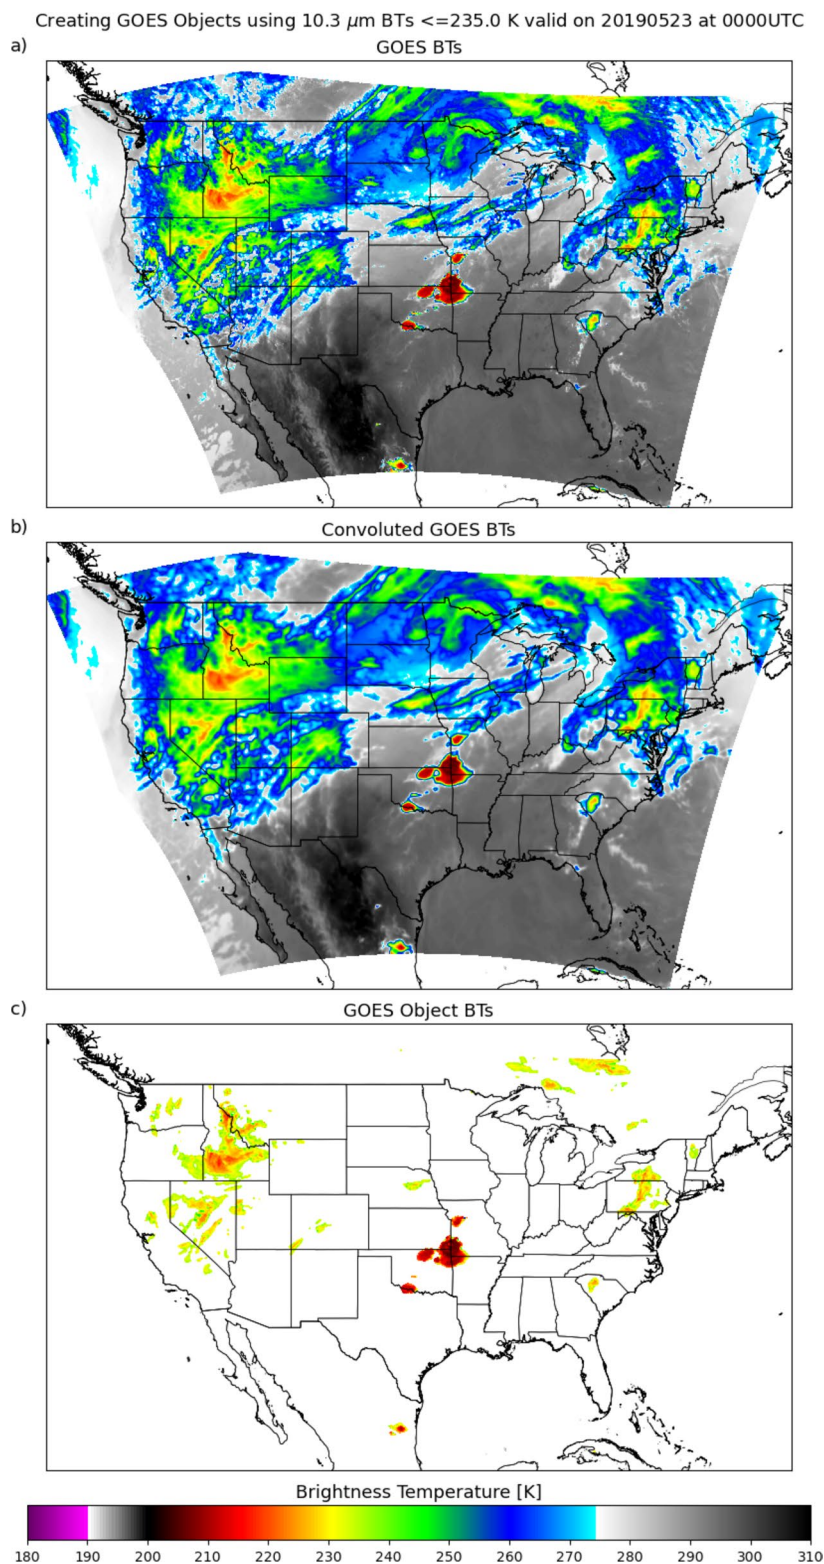 Creating GOES Objects using 10.3 μm BTs <=235.0 K valid on 20190523 at 0000UTC
a)
GOES BTs
b)
Convoluted GOES BTs
c)
GOES Object BTs
Brightness Temperature [K]
180 190 200 210 220 230 240 250 260 270 280 290 300 310